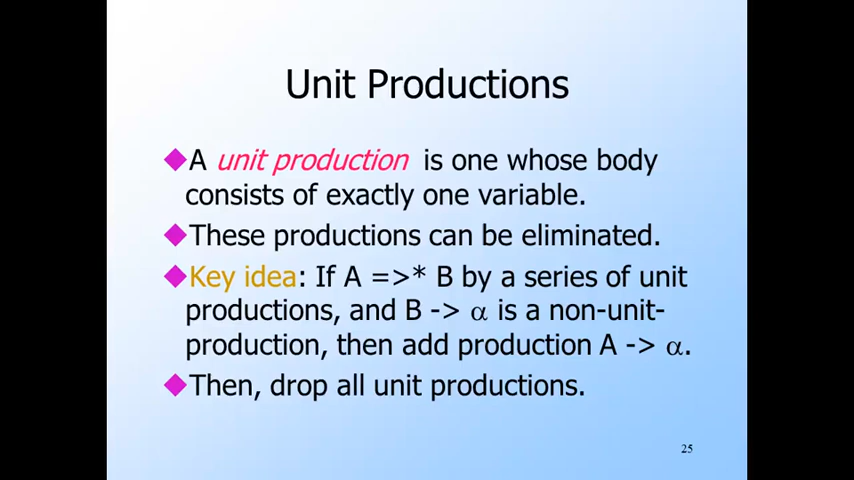 Unit Productions
◆A unit production is one whose body
consists of exactly one variable.
◆These productions can be eliminated.
◆Key idea: If A =>* B by a series of unit
productions, and B -> α is a non-unit-
production, then add production A -> α.
◆Then, drop all unit productions.
25